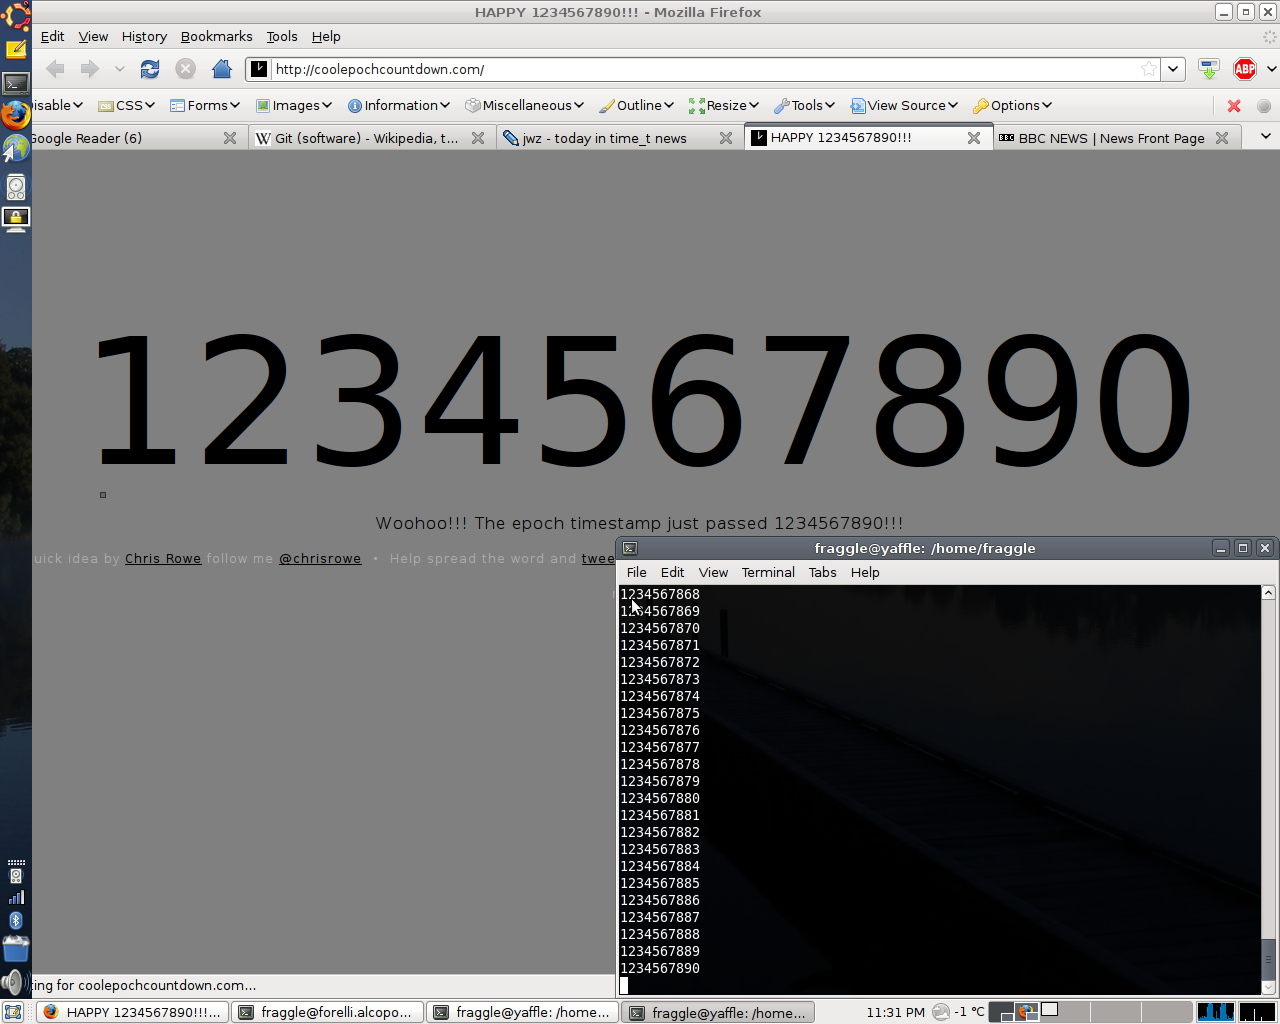 HAPPY 1234567890!!! - Mozilla Firefox
Edit View History Bookmarks Tools Help
http://coolepochcountdown.com/
ABP
isable CSS Forms Images Information Miscellaneous Outline Resize Tools View Source Options
Google Reader (6)
W Git (software) - Wikipedia, t...
jwz - today in time_t news
HAPPY 1234567890!!!
BBC BBC NEWS | News Front Page
1234567890
Woohoo!!! The epoch timestamp just passed 1234567890!!!
uick idea by Chris Rowe follow me @chrisrowe • Help spread the word and twee
fraggle@yaffle: /home/fraggle
File Edit View Terminal Tabs Help
1234567868
1234567869
1234567870
1234567871
1234567872
1234567873
1234567874
1234567875
1234567876
1234567877
1234567878
1234567879
1234567880
1234567881
1234567882
1234567883
1234567884
1234567885
1234567886
1234567887
1234567888
1234567889
1234567890
ting for coolepochcountdown.com...
HAPPY 1234567890!!!...
fraggle@forelli.alcopo...
fraggle@yaffle: /home...
fraggle@yaffle: /home...
11:31 PM
-1 °C